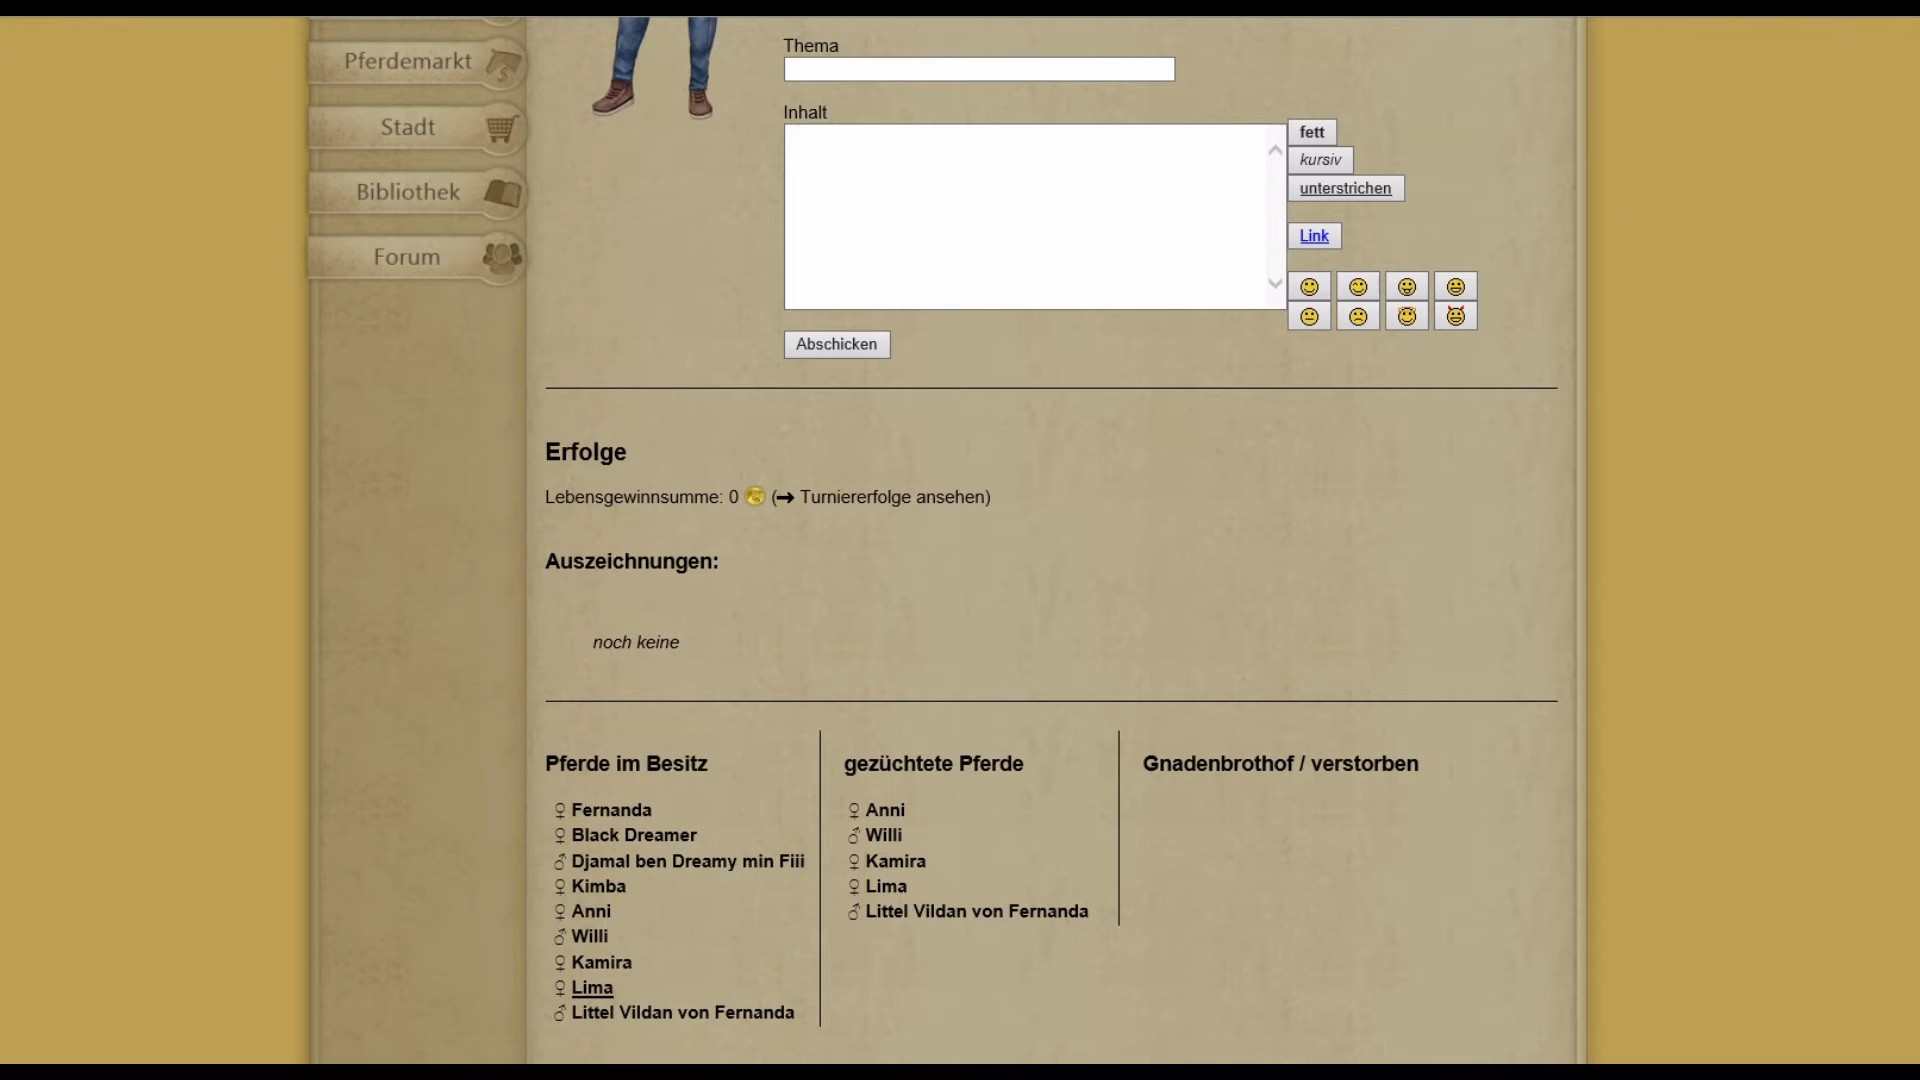 Pferdemarkt
Stadt
Bibliothek
Forum
Thema
Inhalt
fett
kursiv
unterstrichen
Link
Abschicken
Erfolge
Lebensgewinnsumme: 0 (→ Turniererfolge ansehen)
Auszeichnungen:
noch keine
Pferde im Besitz
♀ Fernanda
♀ Black Dreamer
♂ Djamal ben Dreamy min Fiii
♀ Kimba
♀ Anni
♂ Willi
♀ Kamira
♀ Lima
♂ Littel Vildan von Fernanda
gezüchtete Pferde
♀ Anni
♂ Willi
♀ Kamira
♀ Lima
♂ Littel Vildan von Fernanda
Gnadenbrothof / verstorben